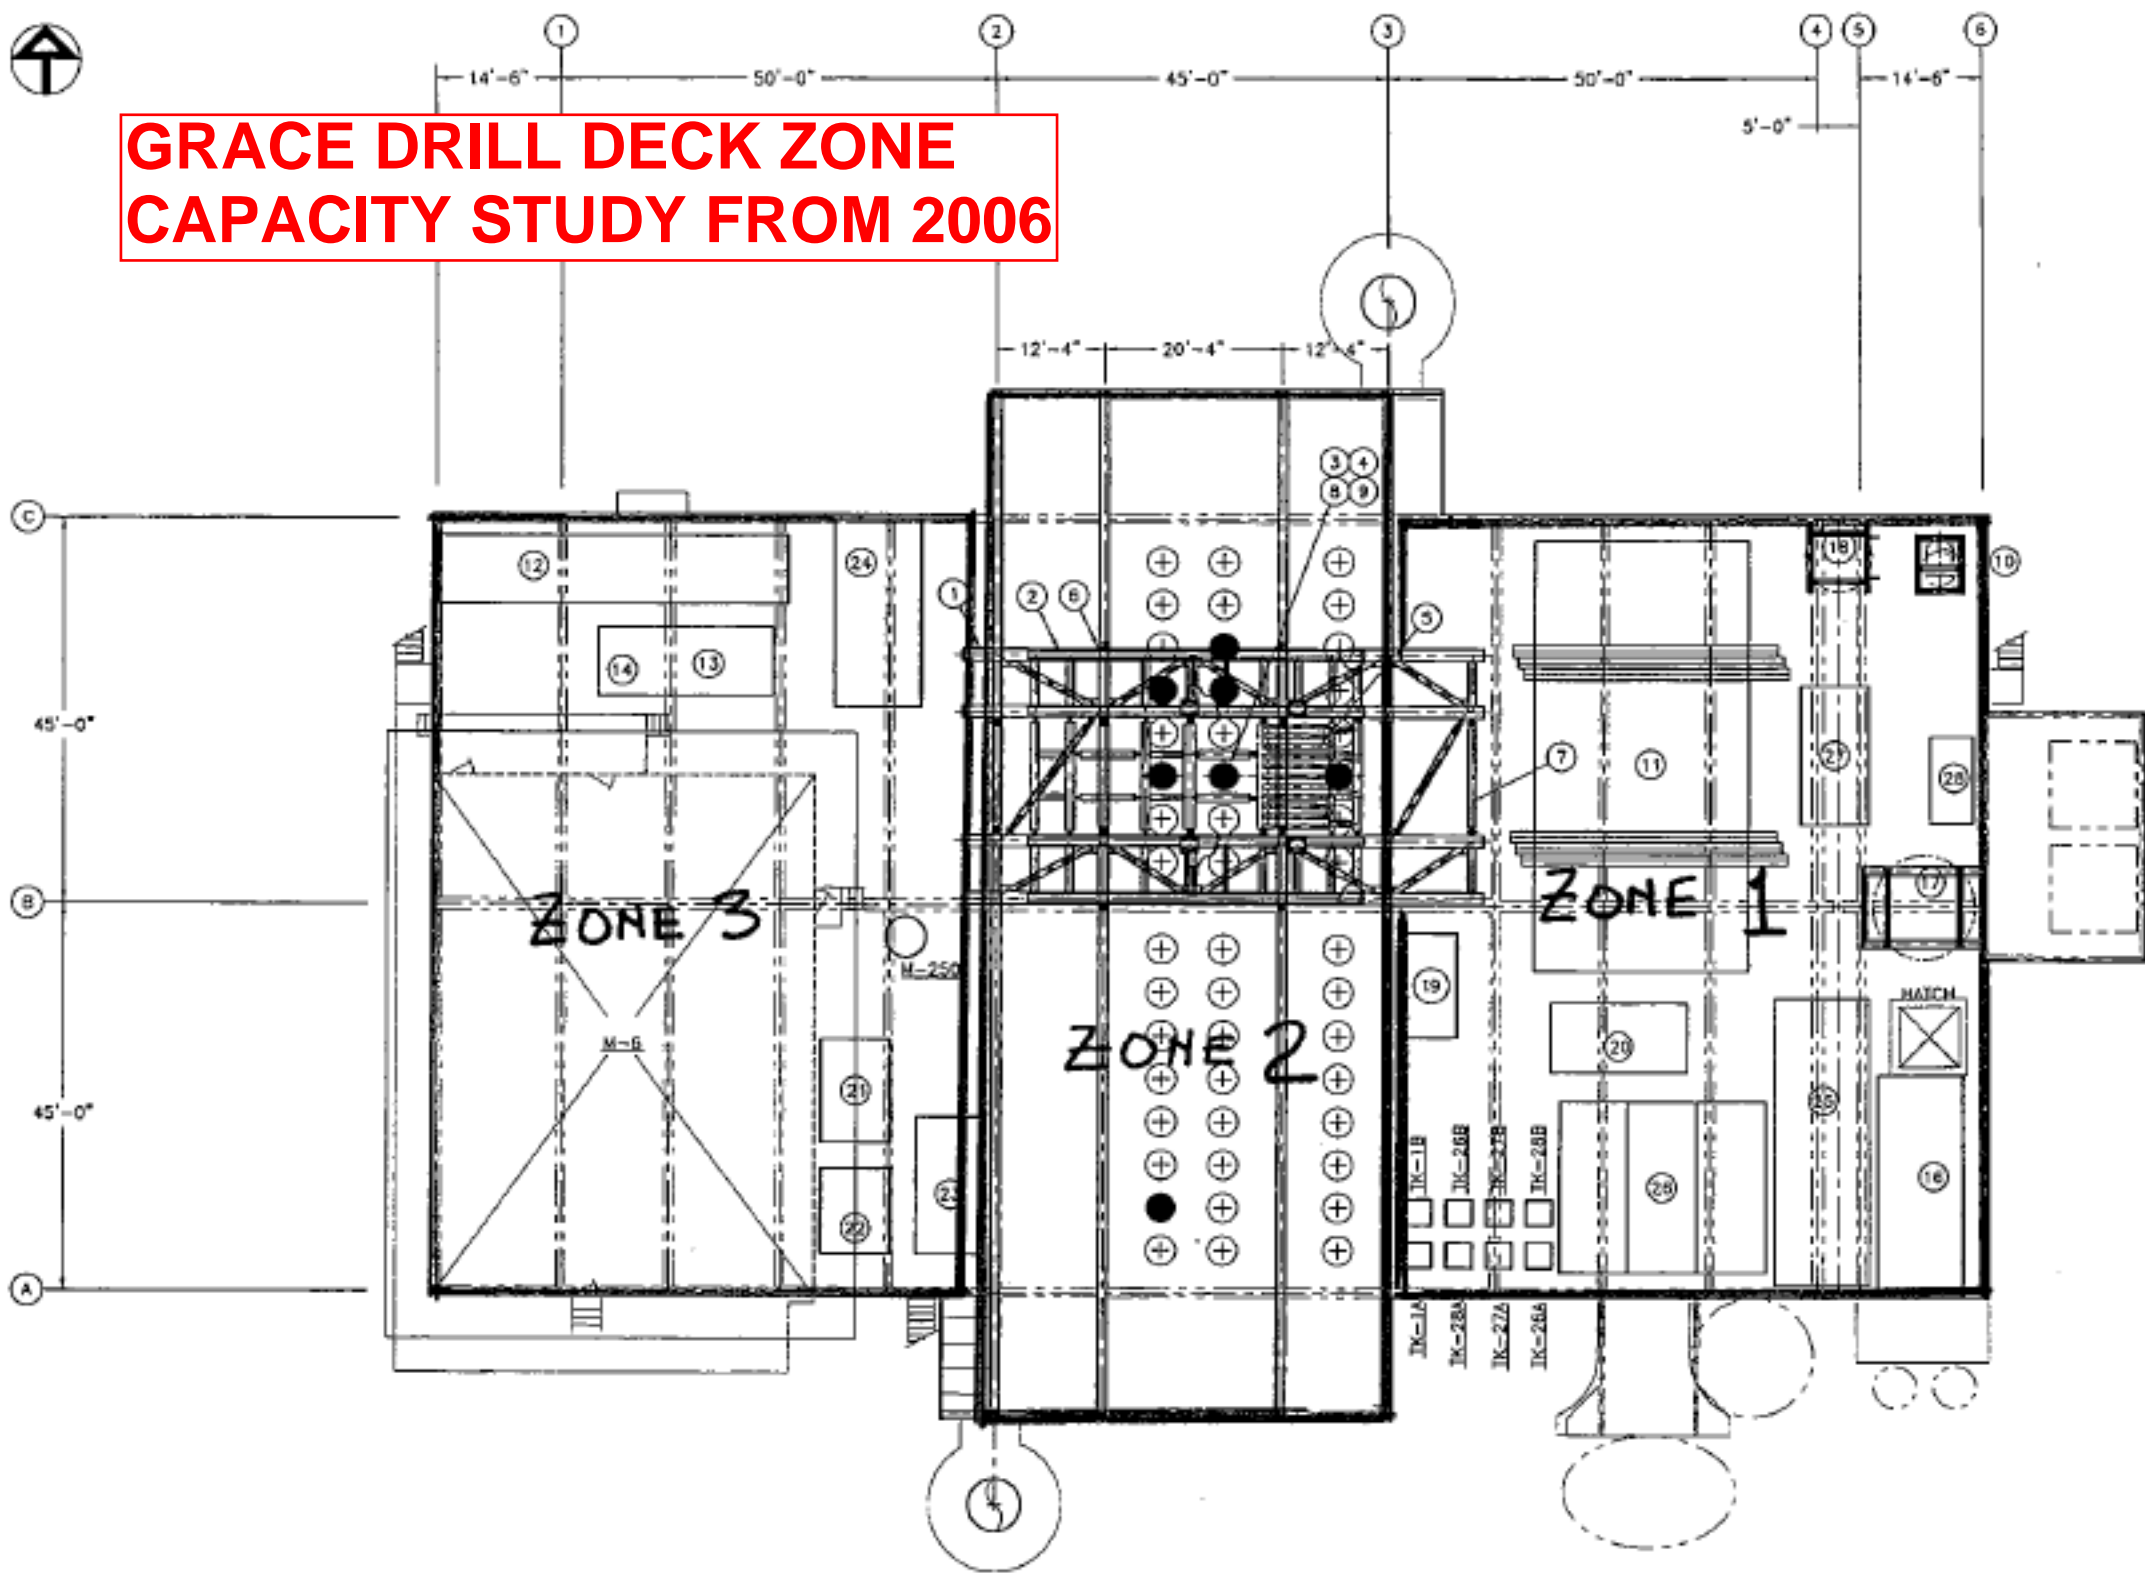 1 2 3 4 5 6
14'-6" 50'-0" 45'-0" 50'-0" 14'-6"
5'-0"
GRACE DRILL DECK ZONE
CAPACITY STUDY FROM 2006
12'-4" 20'-4" 12'-4"
3 4
8 9
C
12 24 18 10
1 2 6 5
14 13
45'-0"
7 11 27 28
B
ZONE 3 ZONE 1 17
M-250
19
HATCH
M-6 ZONE 2 20
45'-0"
21
TK-1B TK-26B TK-27B TK-28B
23 26 16
22
A
TK-1A TK-28A TK-27A TK-26A